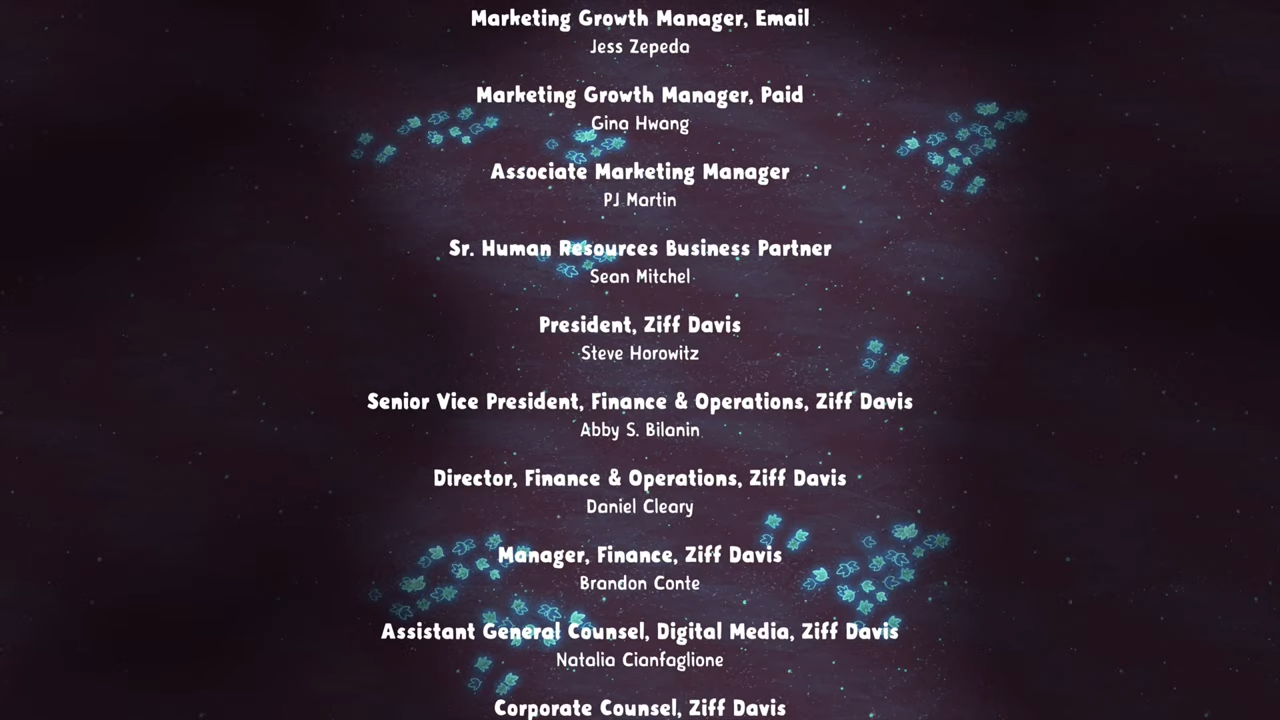 Marketing Growth Manager, Email
Jess Zepeda
Marketing Growth Manager, Paid
Gina Hwang
Associate Marketing Manager
PJ Martin
Sr. Human Resources Business Partner
Sean Mitchel
President, Ziff Davis
Steve Horowitz
Senior Vice President, Finance & Operations, Ziff Davis
Abby S. Bilanin
Director, Finance & Operations, Ziff Davis
Daniel Cleary
Manager, Finance, Ziff Davis
Brandon Conte
Assistant General Counsel, Digital Media, Ziff Davis
Natalia Cianfaglione
Corporate Counsel, Ziff Davis